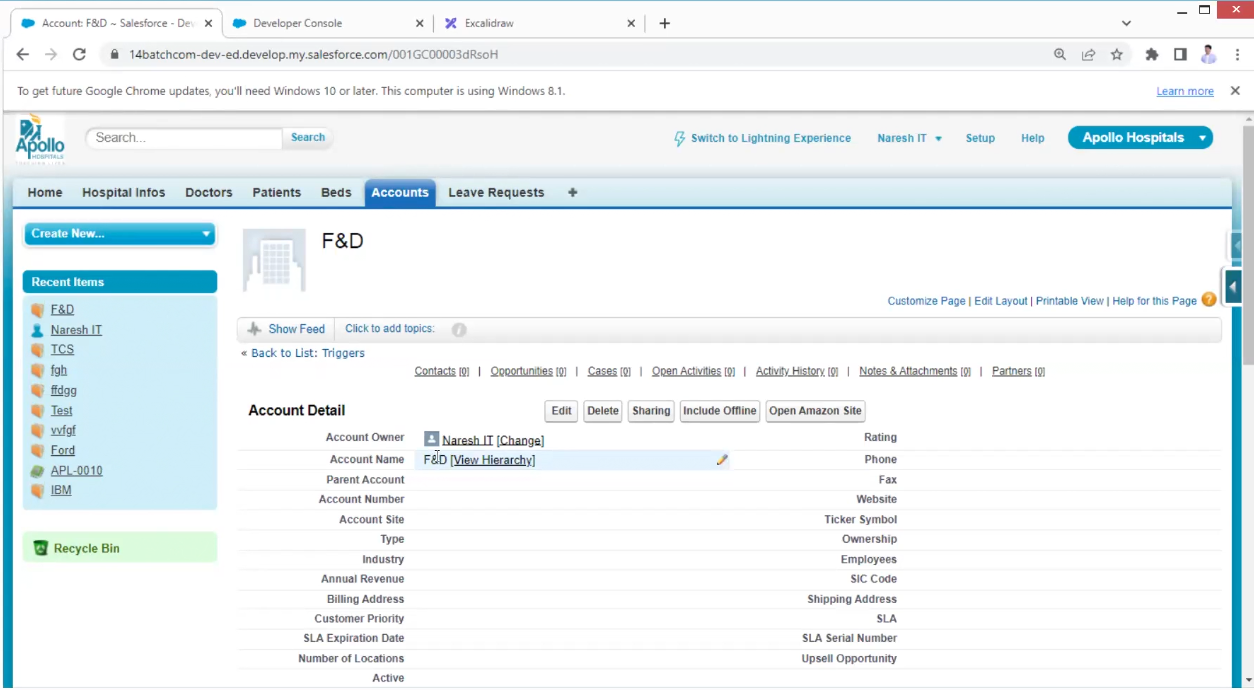 Account: F&D ~ Salesforce - Dev
Developer Console
Excalidraw
14batchcom-dev-ed.develop.my.salesforce.com/001GC00003dRsoH
To get future Google Chrome updates, you'll need Windows 10 or later. This computer is using Windows 8.1.
Learn more
Apollo
HOSPITALS
Search...
Search
Switch to Lightning Experience
Naresh IT
Setup
Help
Apollo Hospitals
Home Hospital Infos Doctors Patients Beds Accounts Leave Requests +
Create New...
Recent Items
F&D
Naresh IT
TCS
fgh
ffdgg
Test
vvfgf
Ford
APL-0010
IBM
Recycle Bin
F&D
Customize Page | Edit Layout | Printable View | Help for this Page
Show Feed
Click to add topics:
« Back to List: Triggers
Contacts [0] | Opportunities [0] | Cases [0] | Open Activities [0] | Activity History [0] | Notes & Attachments [0] | Partners [0]
Account Detail
Edit Delete Sharing Include Offline Open Amazon Site
Account Owner Naresh IT [Change] Rating
Account Name F&D [View Hierarchy] Phone
Parent Account Fax
Account Number Website
Account Site Ticker Symbol
Type Ownership
Industry Employees
Annual Revenue SIC Code
Billing Address Shipping Address
Customer Priority SLA
SLA Expiration Date SLA Serial Number
Number of Locations Upsell Opportunity
Active